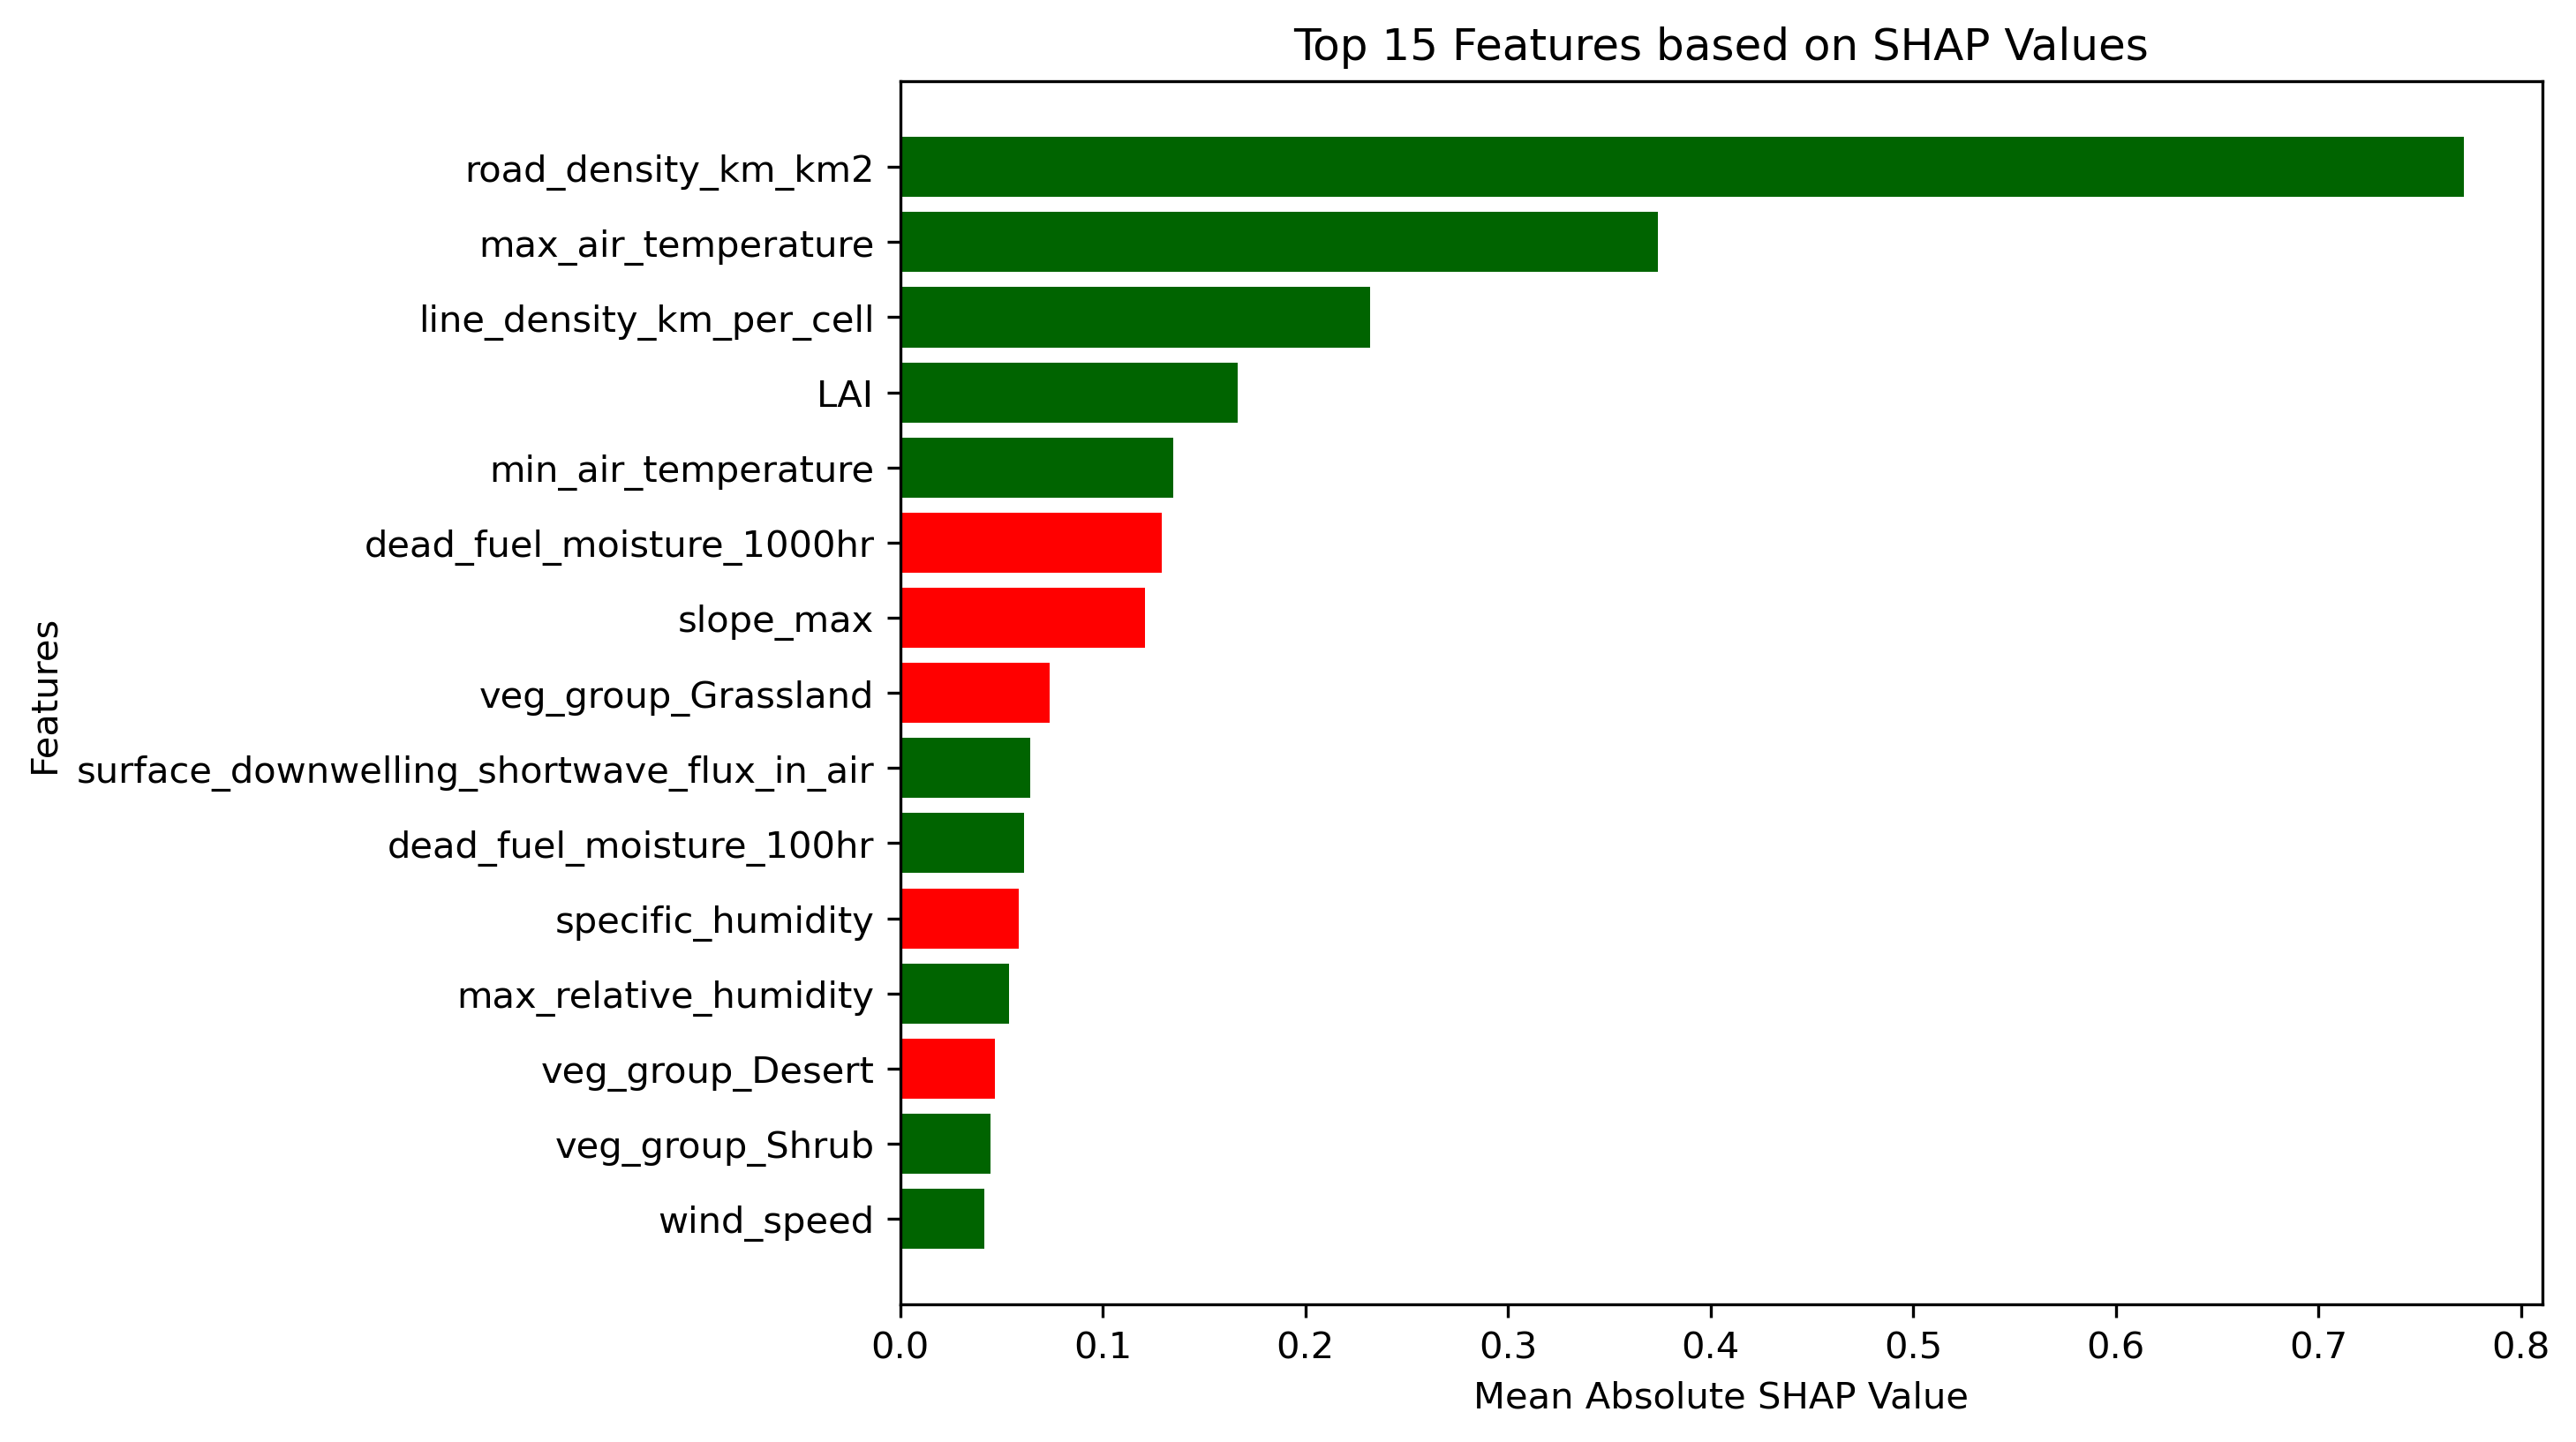 Top 15 Features based on SHAP Values
Features
road_density_km_km2
max_air_temperature
line_density_km_per_cell
LAI
min_air_temperature
dead_fuel_moisture_1000hr
slope_max
veg_group_Grassland
surface_downwelling_shortwave_flux_in_air
dead_fuel_moisture_100hr
specific_humidity
max_relative_humidity
veg_group_Desert
veg_group_Shrub
wind_speed
0.0 0.1 0.2 0.3 0.4 0.5 0.6 0.7 0.8
Mean Absolute SHAP Value